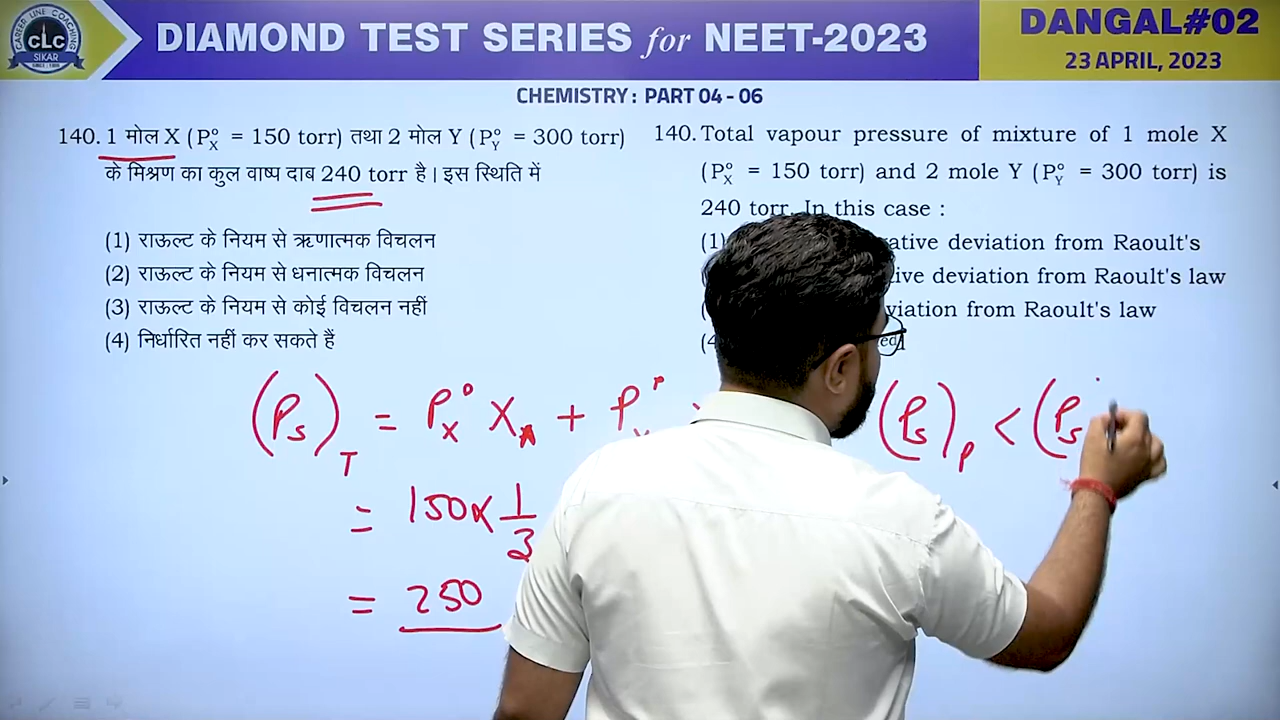 CAREER LINE COACHING
CLC
SIKAR
DIAMOND TEST SERIES for NEET-2023
DANGAL#02
23 APRIL, 2023
CHEMISTRY : PART 04 - 06
140. 1 मोल X (P°X = 150 torr) तथा 2 मोल Y (P°Y = 300 torr)
के मिश्रण का कुल वाष्प दाब 240 torr है। इस स्थिति में
(1) राऊल्ट के नियम से ऋणात्मक विचलन
(2) राऊल्ट के नियम से धनात्मक विचलन
(3) राऊल्ट के नियम से कोई विचलन नहीं
(4) निर्धारित नहीं कर सकते हैं
140. Total vapour pressure of mixture of 1 mole X
(P°X = 150 torr) and 2 mole Y (P°Y = 300 torr) is
240 torr. In this case :
(1) deviation from Raoult's
deviation from Raoult's law
from Raoult's law
(Ps)T = P°X XA + P
(Ps)P < (Ps
= 150 × 1/3
= 250